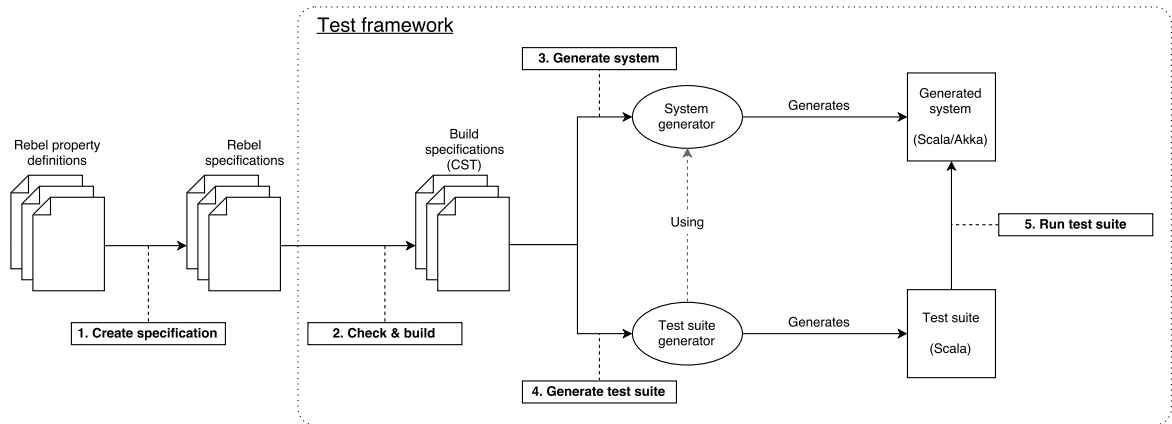 Test framework
3. Generate system
System
generator
Generates
Generated
system
(Scala/Akka)
Rebel property
definitions
Rebel
specifications
Build
specifications
(CST)
Using
5. Run test suite
1. Create specification
2. Check & build
Test suite
generator
Generates
Test suite
(Scala)
4. Generate test suite